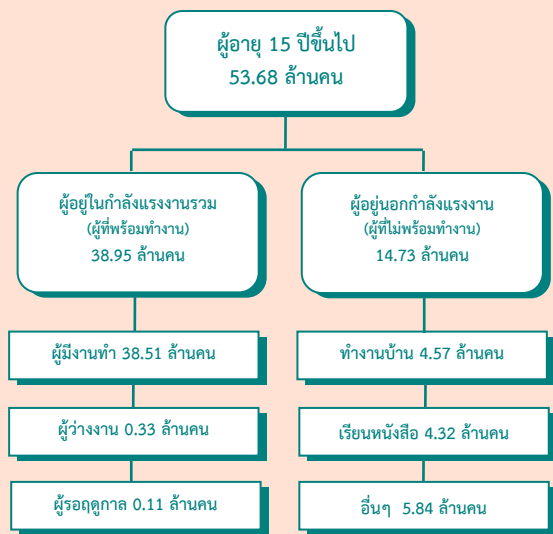 ผู้อายุ 15 ปีขึ้นไป
53.68 ล้านคน
ผู้อยู่ในกำลังแรงงานรวม
(ผู้ที่พร้อมทำงาน)
38.95 ล้านคน
ผู้อยู่นอกกำลังแรงงาน
(ผู้ที่ไม่พร้อมทำงาน)
14.73 ล้านคน
ผู้มีงานทำ 38.51 ล้านคน
ทำงานบ้าน 4.57 ล้านคน
ผู้ว่างงาน 0.33 ล้านคน
เรียนหนังสือ 4.32 ล้านคน
ผู้รอฤดูกาล 0.11 ล้านคน
อื่นๆ 5.84 ล้านคน